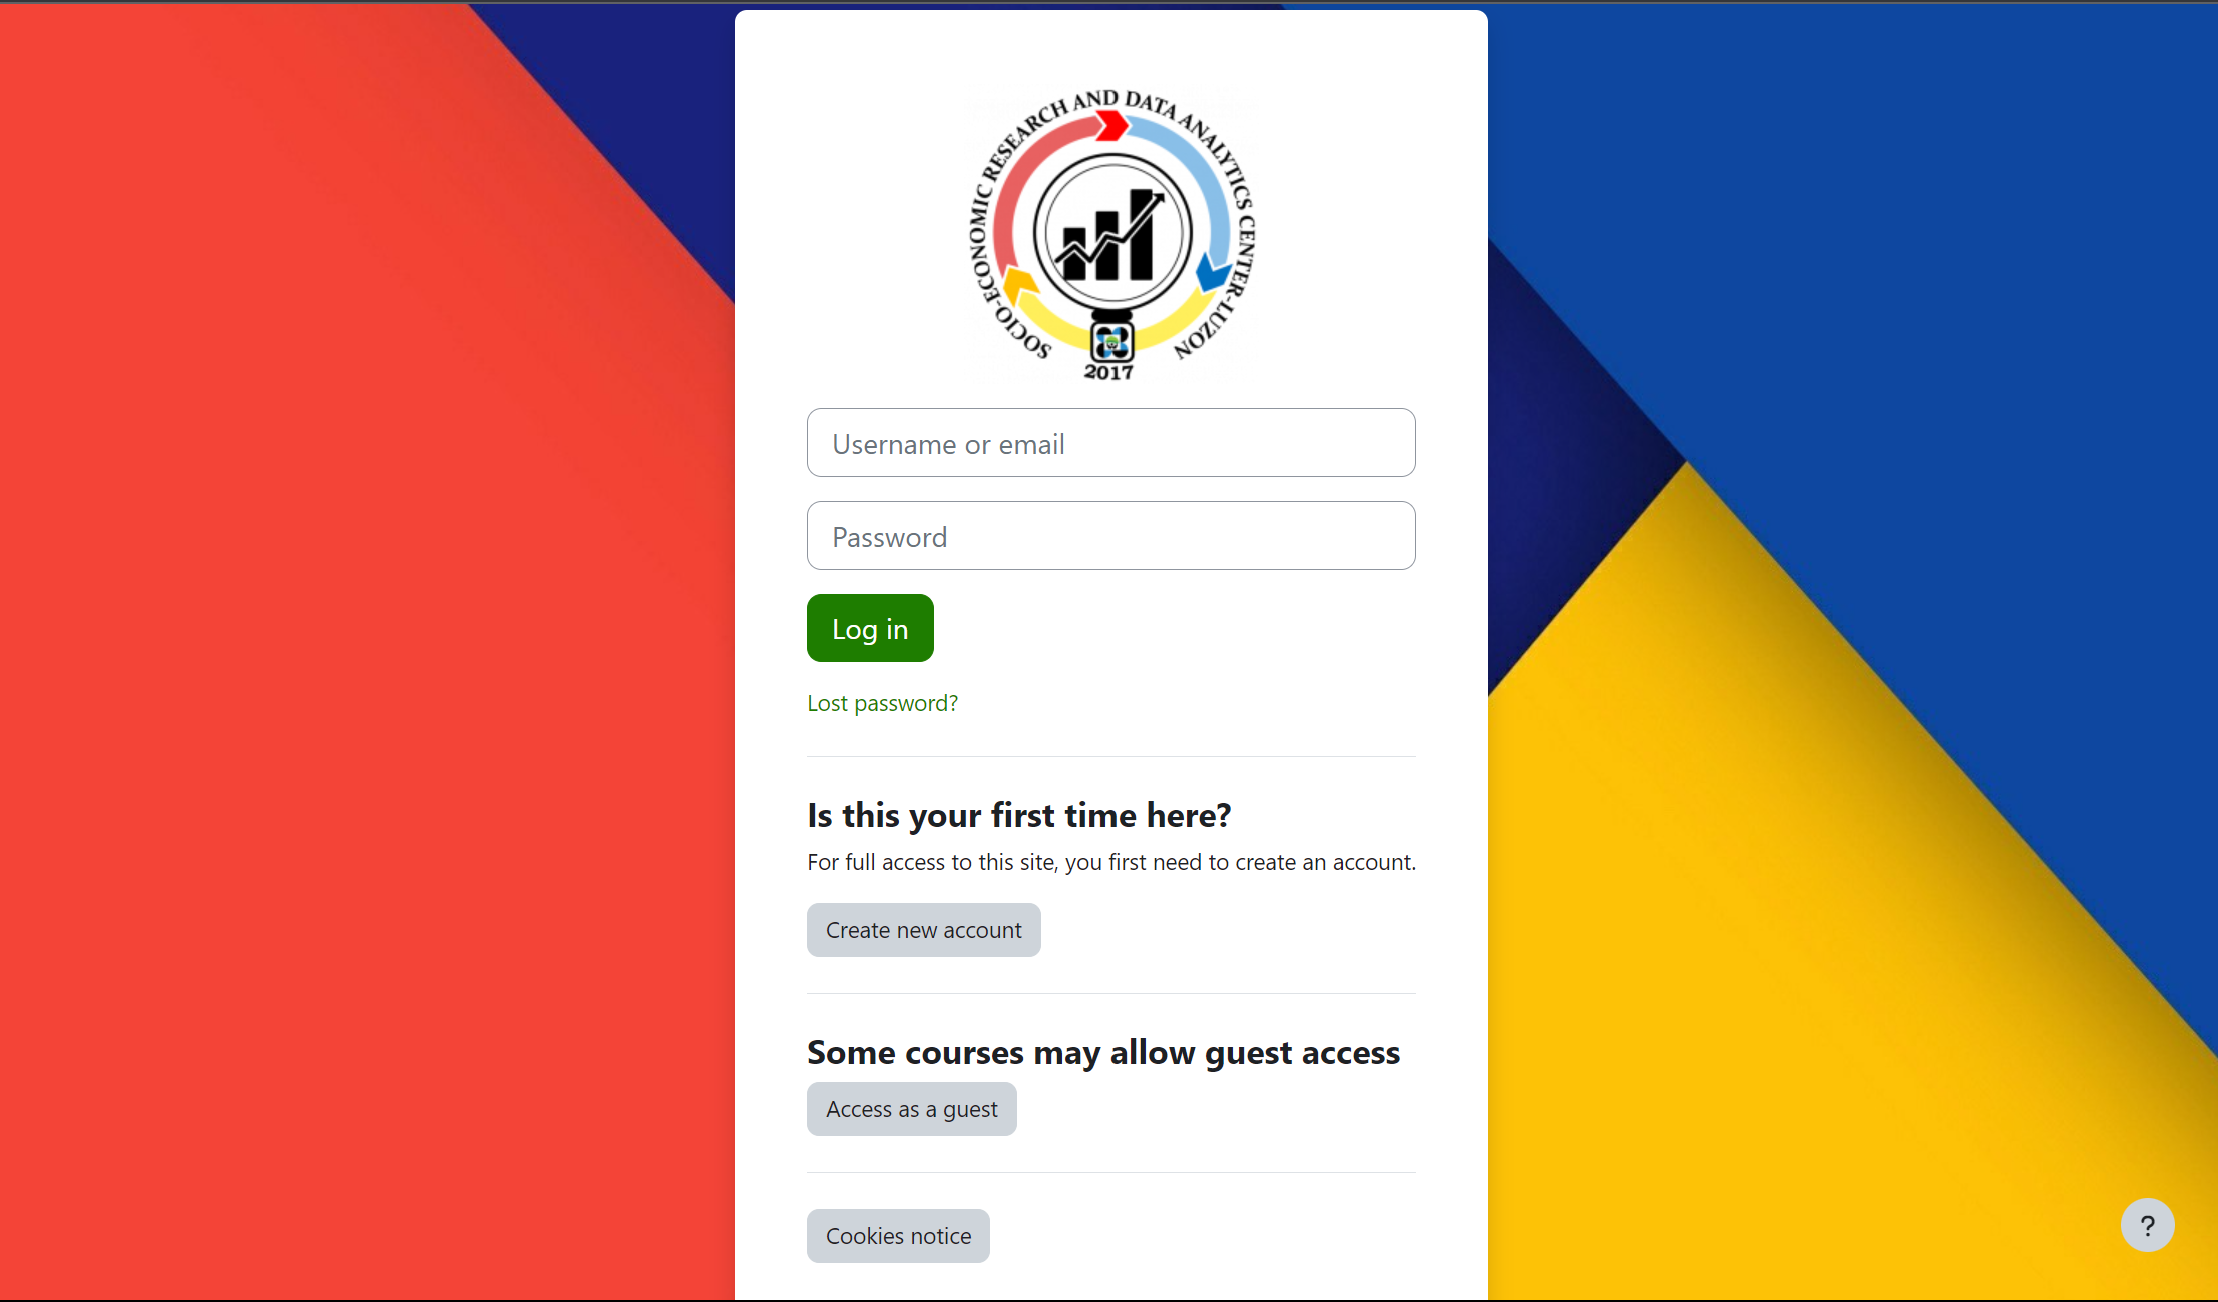 SOCIO-ECONOMIC RESEARCH AND DATA ANALYTICS CENTER-LUZON
2017
Username or email
Password
Log in
Lost password?
Is this your first time here?
For full access to this site, you first need to create an account.
Create new account
Some courses may allow guest access
Access as a guest
Cookies notice
?